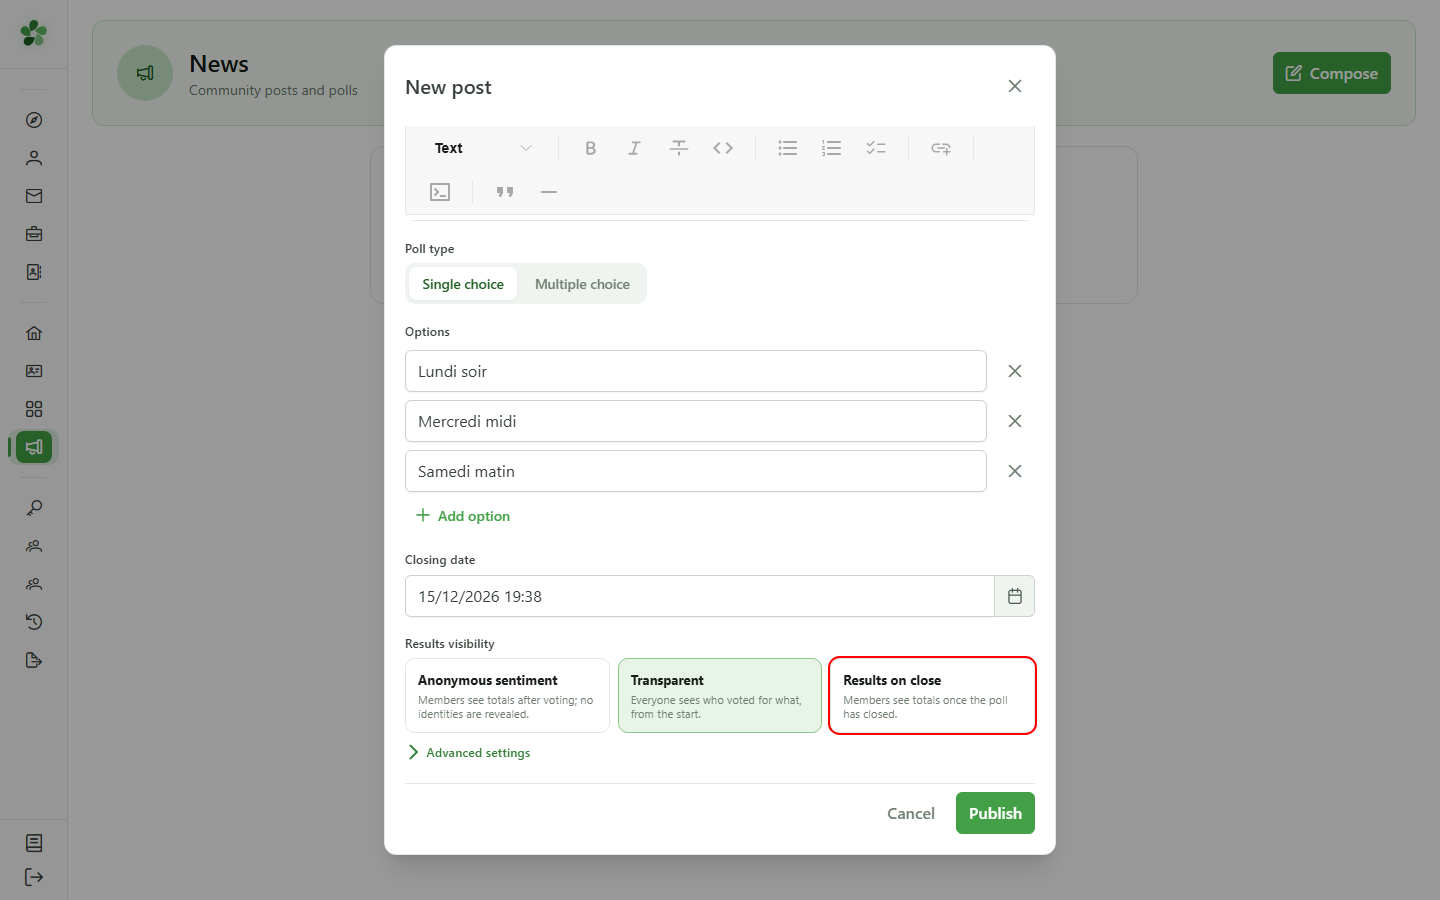 News
Community posts and polls
Compose
New post
Text
Poll type
Single choice
Multiple choice
Options
Lundi soir
Mercredi midi
Samedi matin
Add option
Closing date
15/12/2026 19:38
Results visibility
Anonymous sentiment
Members see totals after voting; no
identities are revealed.
Transparent
Everyone sees who voted for what,
from the start.
Results on close
Members see totals once the poll
has closed.
Advanced settings
Cancel
Publish